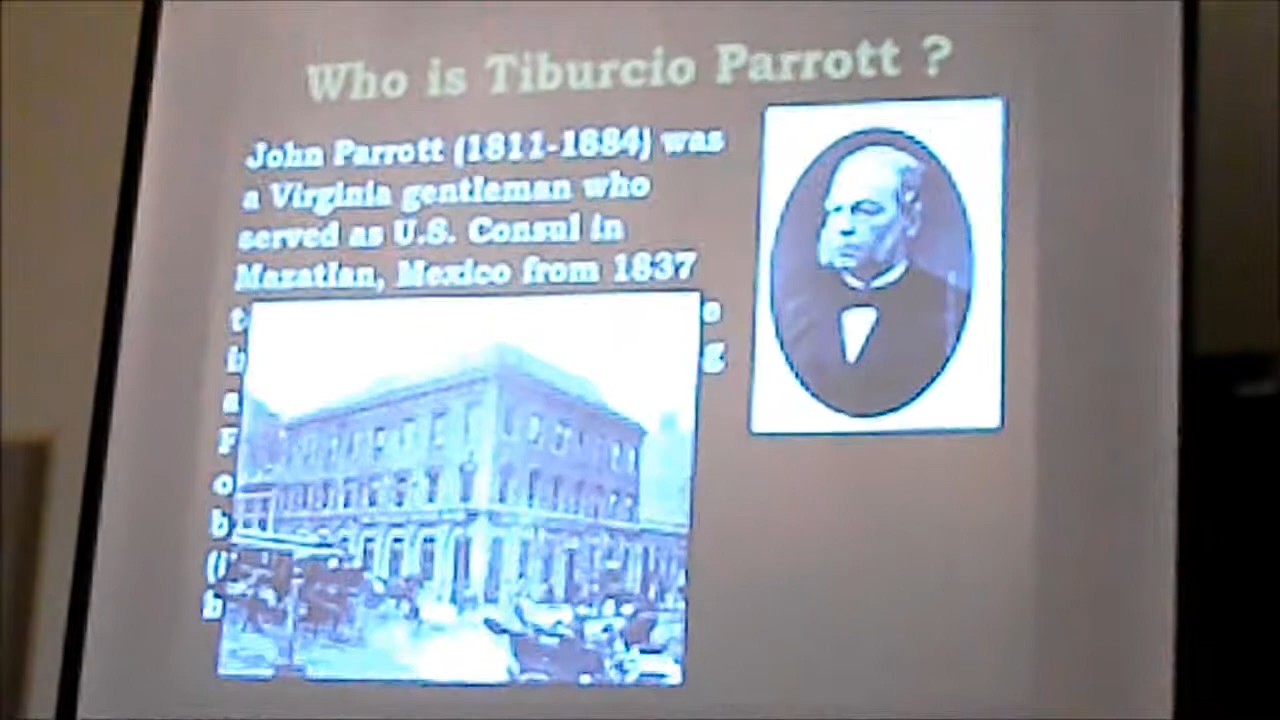 Who is Tiburcio Parrott ?
John Parrott (1811-1884) was
a Virginia gentleman who
served as U.S. Consul in
Mazatlan, Mexico from 1837